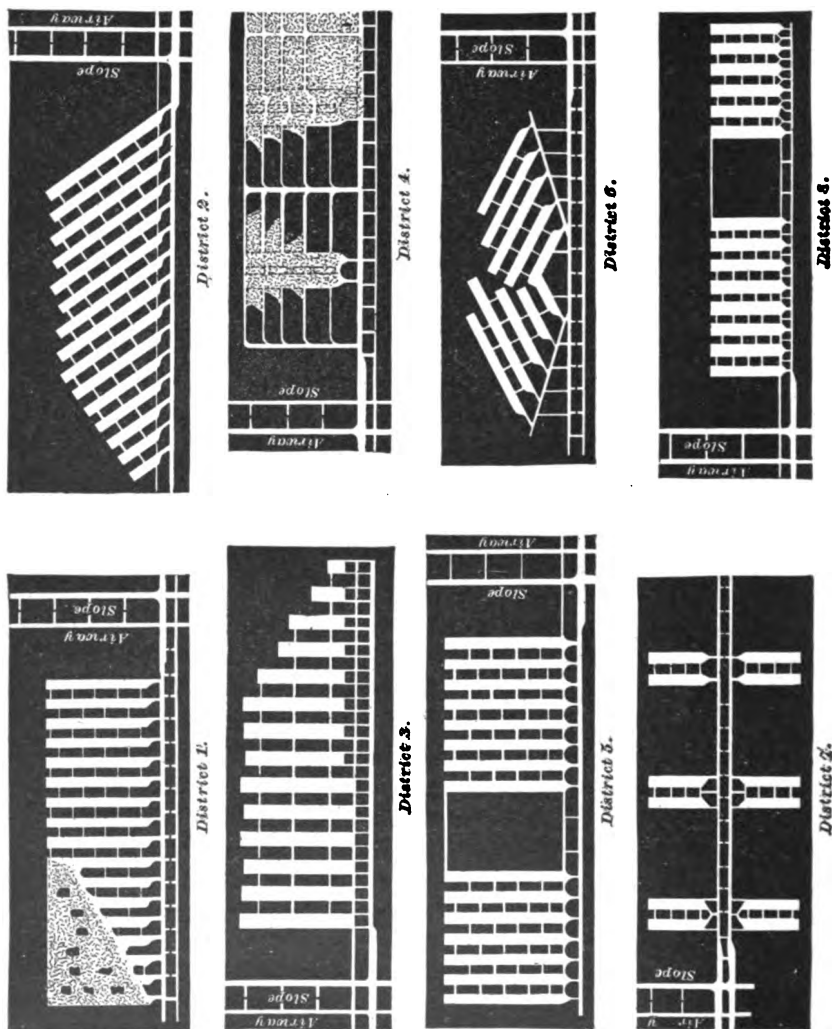 Airway
Slope
District 2.
Slope
Airway
District 4.
Slope
Airway
District 6.
Slope
Airway
District 8.
Slope
Airway
District 1.
Slope
Airway
District 3.
Airway
Slope
District 5.
Slope
Air y
District 7.